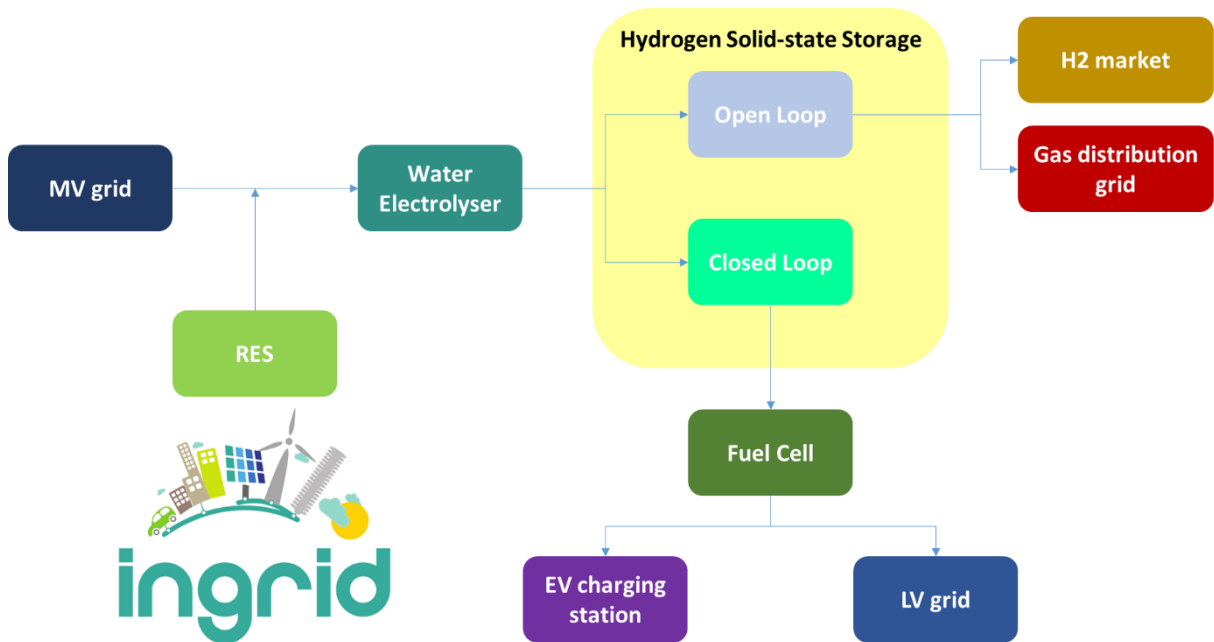 Hydrogen Solid-state Storage
H2 market
Open Loop
Gas distribution
grid
MV grid
Water
Electrolyser
Closed Loop
RES
Fuel Cell
ingrid
EV charging
station
LV grid